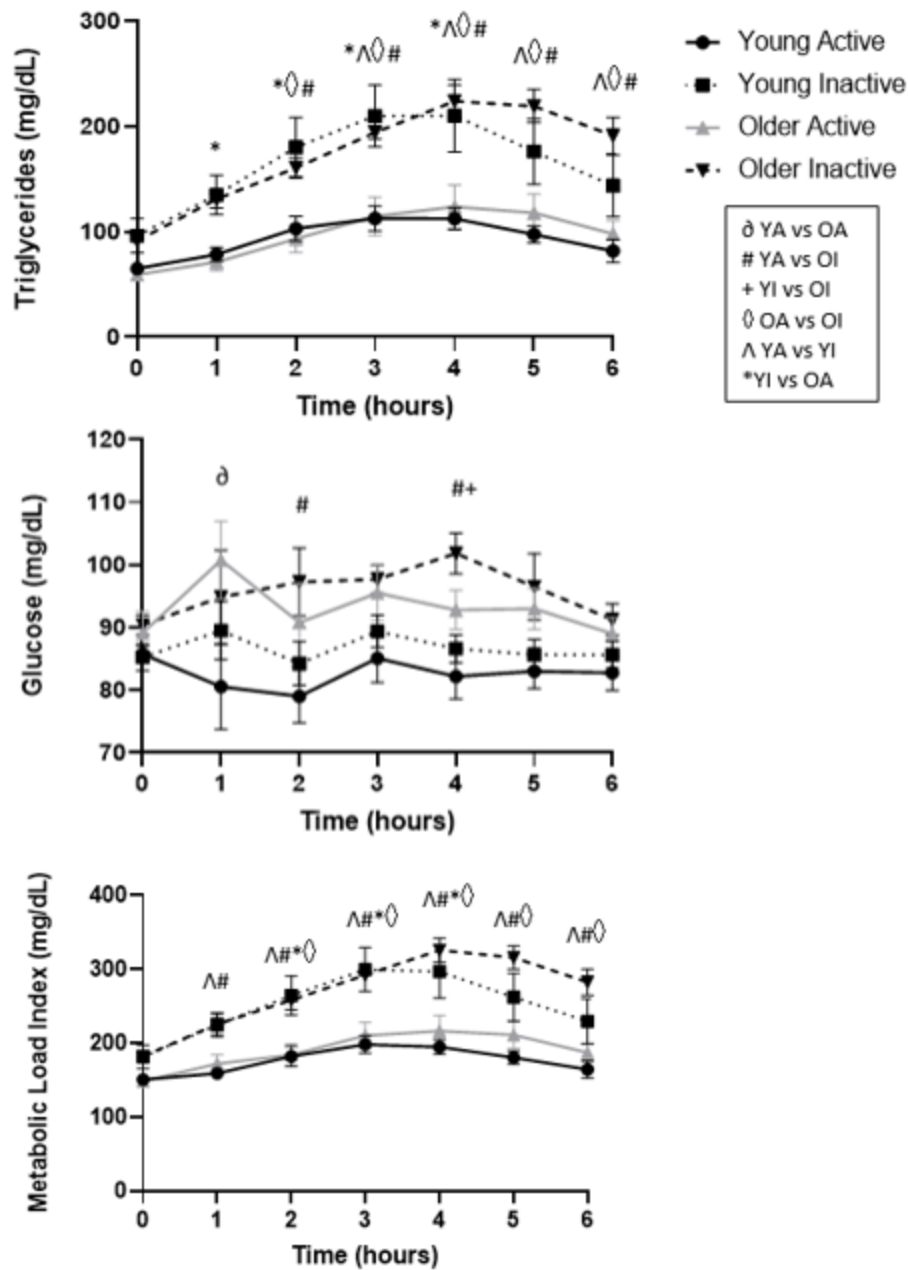 Triglycerides (mg/dL)
300
200
100
0
*
*◊#
*Λ◊#
*Λ◊#
Λ◊#
Λ◊#
0 1 2 3 4 5 6
Time (hours)
Young Active
Young Inactive
Older Active
Older Inactive
∂ YA vs OA
# YA vs OI
+ YI vs OI
◊ OA vs OI
Λ YA vs YI
*YI vs OA
Glucose (mg/dL)
120
110
100
90
80
70
∂
#
#+
0 1 2 3 4 5 6
Time (hours)
Metabolic Load Index (mg/dL)
400
300
200
100
0
Λ#
Λ#*◊
Λ#*◊
Λ#*◊
Λ#◊
Λ#◊
0 1 2 3 4 5 6
Time (hours)